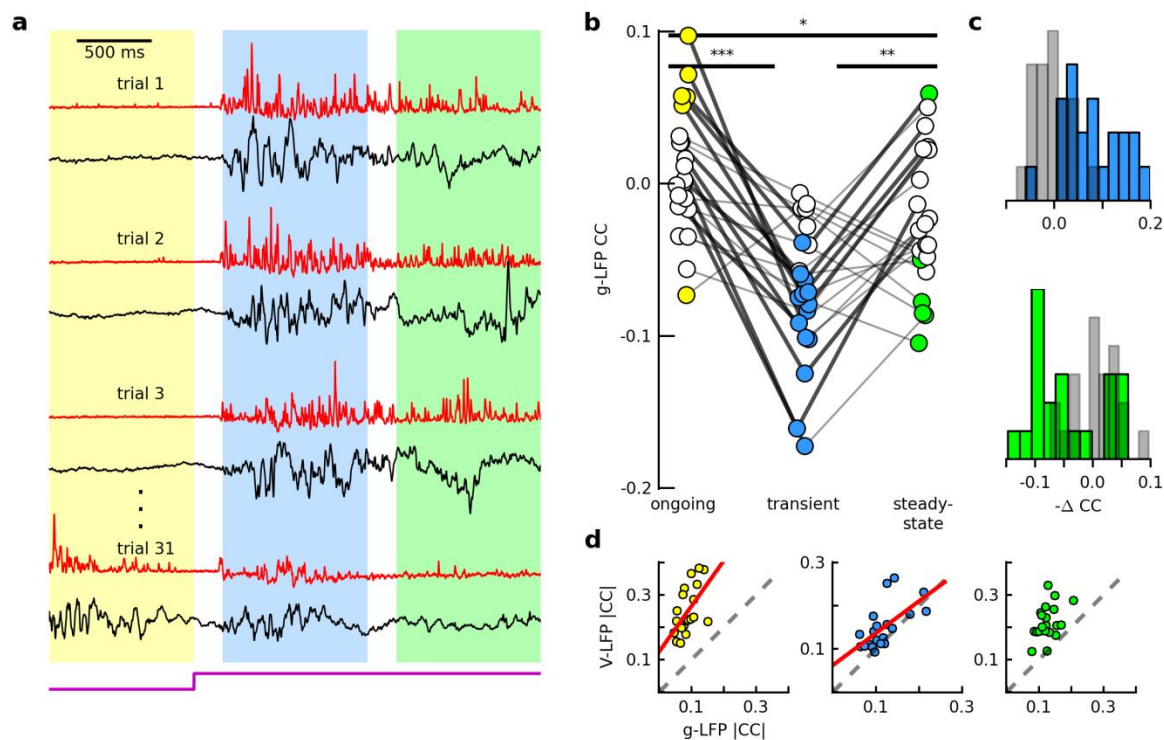 a
500 ms
trial 1
trial 2
trial 3
trial 31
b
*
***
**
g-LFP CC
0.1
0.0
-0.1
-0.2
ongoing
transient
steady-
state
c
0.0
0.2
-0.1
0.0
0.1
-Δ CC
d
V-LFP |CC|
0.3
0.1
0.1
0.3
g-LFP |CC|
0.3
0.1
0.1
0.3
0.3
0.1
0.1
0.3